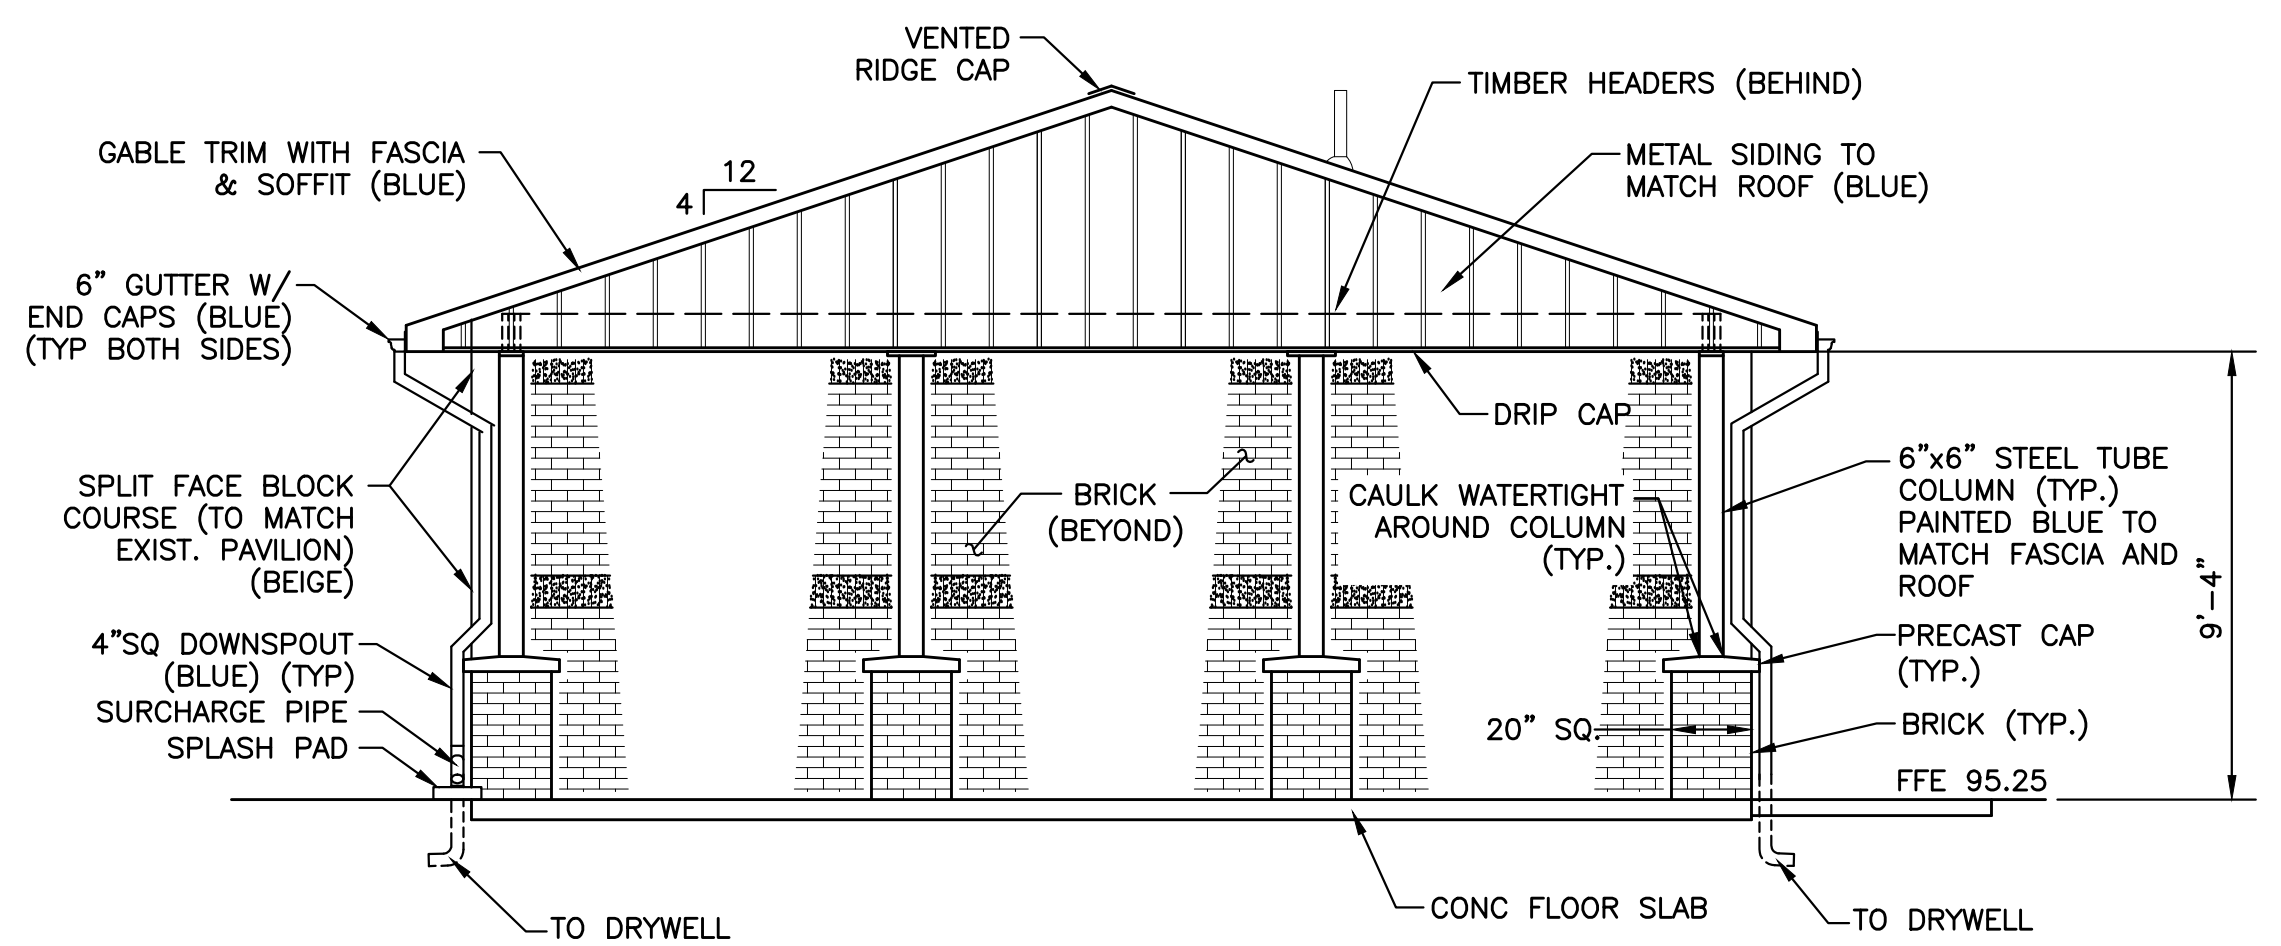 VENTED
RIDGE CAP
TIMBER HEADERS (BEHIND)
GABLE TRIM WITH FASCIA
& SOFFIT (BLUE)
12
4
METAL SIDING TO
MATCH ROOF (BLUE)
6" GUTTER W/
END CAPS (BLUE)
(TYP BOTH SIDES)
DRIP CAP
SPLIT FACE BLOCK
COURSE (TO MATCH
EXIST. PAVILION)
(BEIGE)
BRICK
(BEYOND)
CAULK WATERTIGHT
AROUND COLUMN
(TYP.)
6"x6" STEEL TUBE
COLUMN (TYP.)
PAINTED BLUE TO
MATCH FASCIA AND
ROOF
9'-4"
4"SQ DOWNSPOUT
(BLUE) (TYP)
SURCHARGE PIPE
SPLASH PAD
PRECAST CAP
(TYP.)
20" SQ.
BRICK (TYP.)
FFE 95.25
TO DRYWELL
CONC FLOOR SLAB
TO DRYWELL